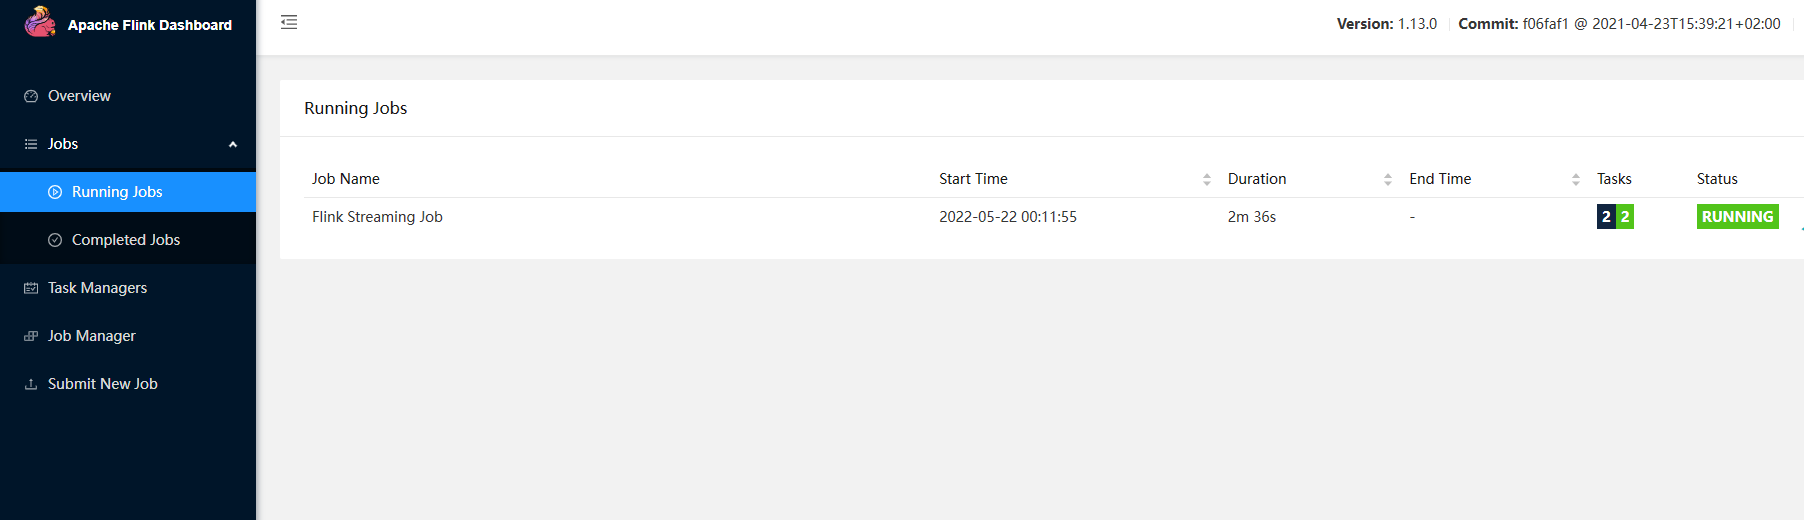 Apache Flink Dashboard
Version: 1.13.0 Commit: f06faf1 @ 2021-04-23T15:39:21+02:00
Overview
Jobs
Running Jobs
Completed Jobs
Task Managers
Job Manager
Submit New Job
Running Jobs
Job Name Start Time Duration End Time Tasks Status
Flink Streaming Job 2022-05-22 00:11:55 2m 36s - 2 2 RUNNING